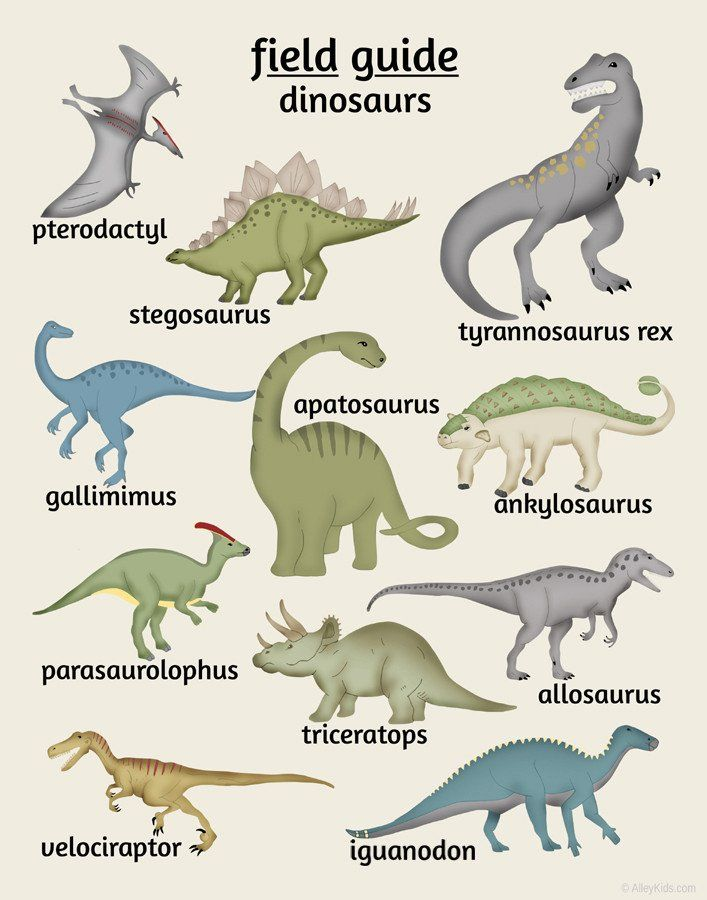 field guide
dinosaurs
pterodactyl
stegosaurus
tyrannosaurus rex
apatosaurus
gallimimus
ankylosaurus
parasaurolophus
allosaurus
triceratops
velociraptor
iguanodon
© AlleyKids.com